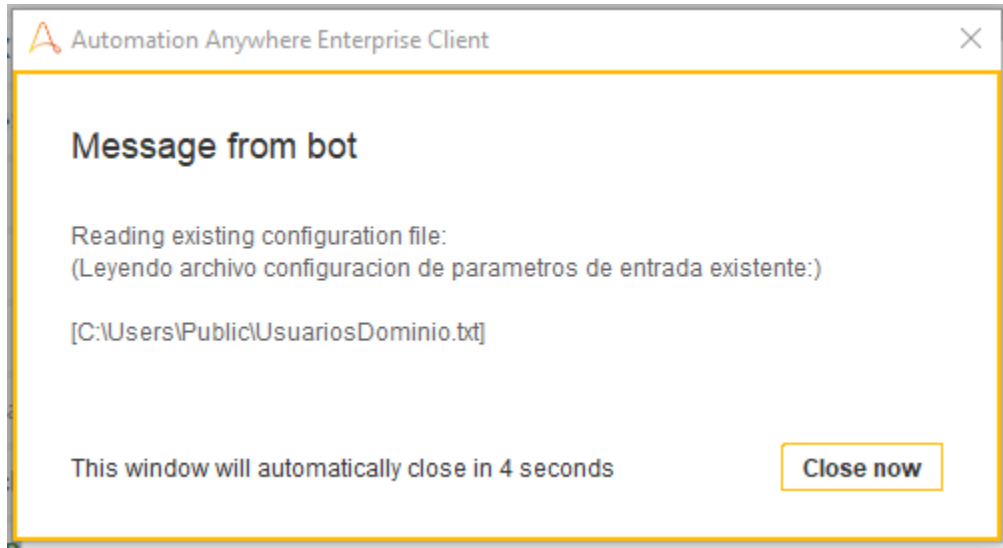 Automation Anywhere Enterprise Client
Message from bot
Reading existing configuration file:
(Leyendo archivo configuracion de parametros de entrada existente:)
[C:\Users\Public\UsuariosDominio.txt]
This window will automatically close in 4 seconds
Close now